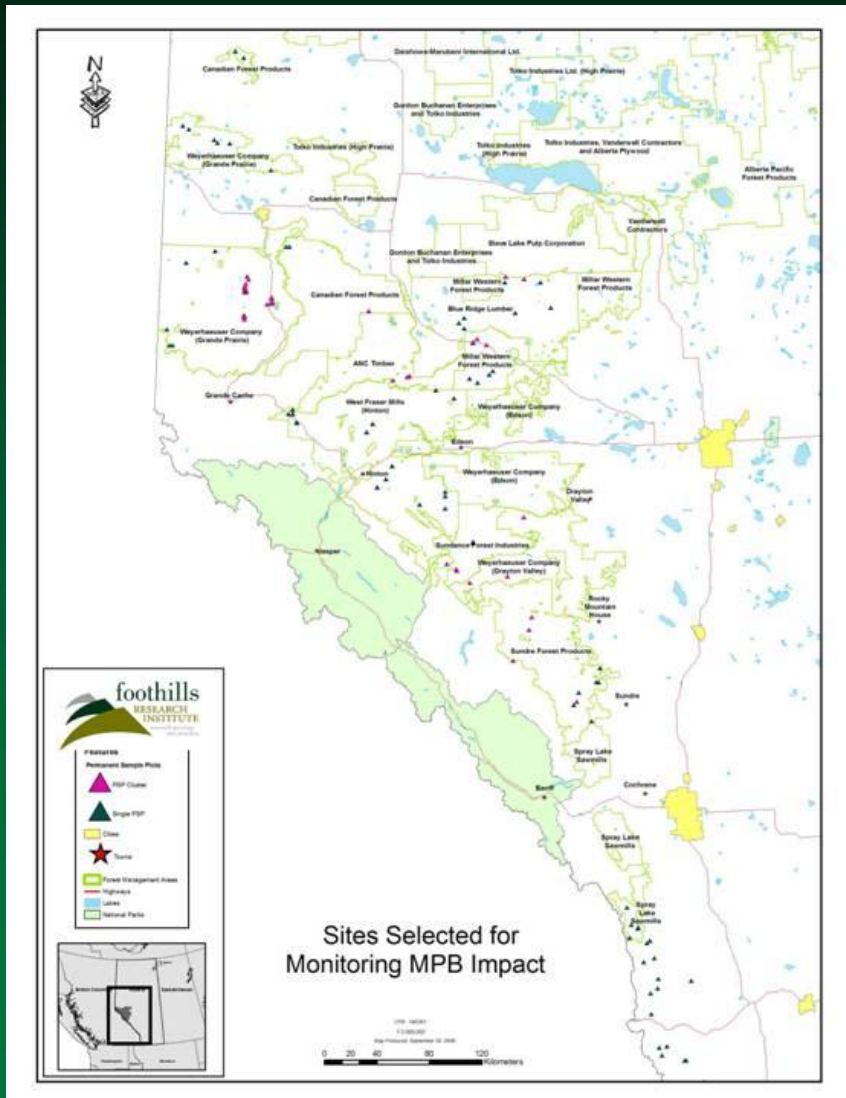 N
Canadian Forest Products
Daishowa-Marubeni International Ltd.
Tolko Industries Ltd. (High Prairie)
Gordon Buchanan Enterprises
and Tolko Industries
Weyerhaeuser Company
(Grande Prairie)
Tolko Industries (High Prairie)
Tolko Industries
(High Prairie)
Tolko Industries, Vanderwell Contractors
and Alberta Plywood
Alberta Pacific
Forest Products
Canadian Forest Products
Vanderwell
Contractors
Slave Lake Pulp Corporation
Gordon Buchanan Enterprises
and Tolko Industries
Millar Western
Forest Products
Millar Western
Forest Products
Canadian Forest Products
Blue Ridge Lumber
Weyerhaeuser Company
(Grande Prairie)
ANC Timber
Millar Western
Forest Products
Grande Cache
West Fraser Mills
(Hinton)
Weyerhaeuser Company
(Edson)
Edson
Hinton
Weyerhaeuser Company
(Edson)
Drayton
Valley
Sundance Forest Industries
Jasper
Weyerhaeuser Company
(Drayton Valley)
Rocky
Mountain
House
Sundre Forest Products
Sundre
Spray Lake
Sawmills
Banff
Cochrane
Spray Lake
Sawmills
Spray
Lake
Sawmills
foothills
RESEARCH
INSTITUTE
Features
Permanent Sample Plots
PSP Cluster
Single PSP
Cities
Towns
Forest Management Areas
Highways
Lakes
National Parks
Sites Selected for
Monitoring MPB Impact
0 20 40 80 120
Kilometers